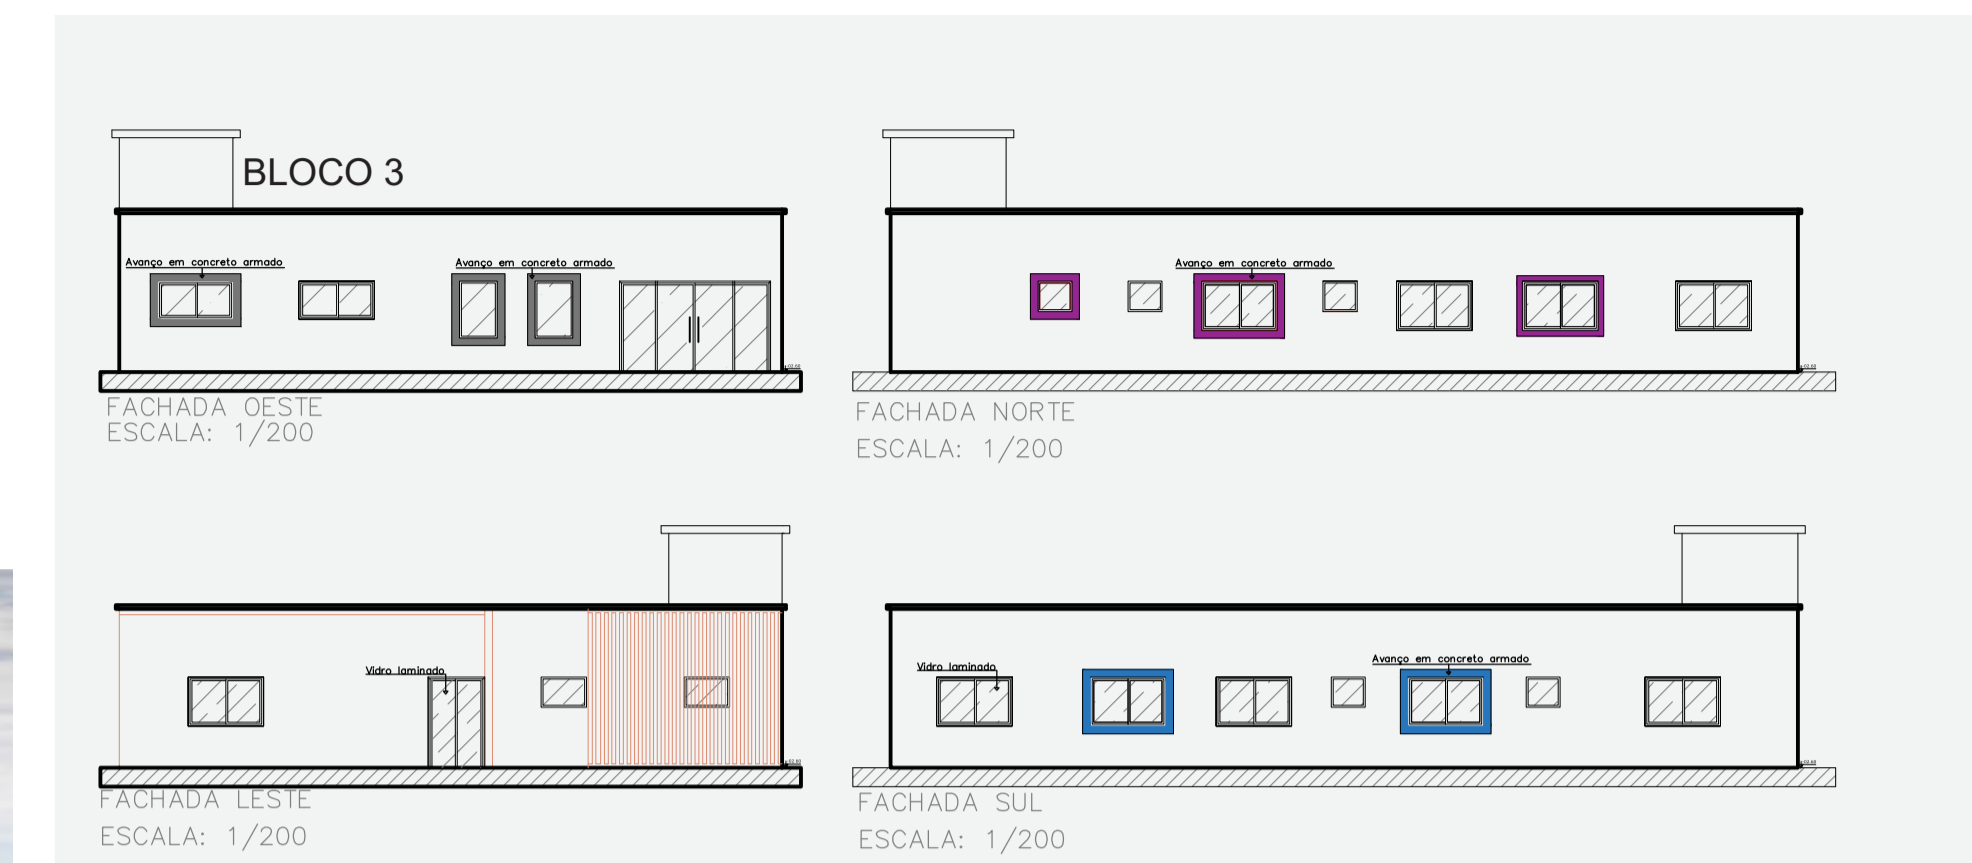 BLOCO 3
Avanço em concreto armado
Avanço em concreto armado
FACHADA OESTE
ESCALA: 1/200
Avanço em concreto armado
FACHADA NORTE
ESCALA: 1/200
Vidro laminado
FACHADA LESTE
ESCALA: 1/200
Vidro laminado
Avanço em concreto armado
FACHADA SUL
ESCALA: 1/200